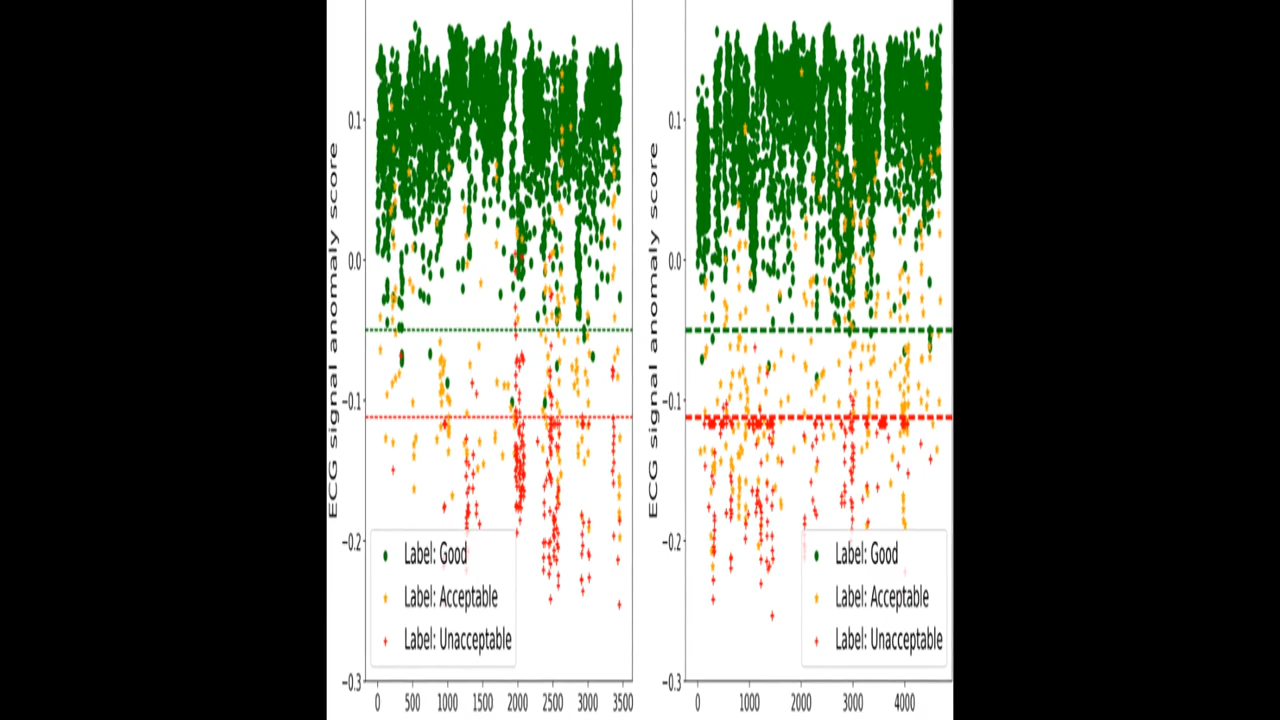 ECG signal anomaly score
0.1
0.0
−0.1
−0.2
−0.3
Label: Good
Label: Acceptable
Label: Unacceptable
0 500 1000 1500 2000 2500 3000 3500
ECG signal anomaly score
0.1
0.0
−0.1
−0.2
−0.3
Label: Good
Label: Acceptable
Label: Unacceptable
0 1000 2000 3000 4000